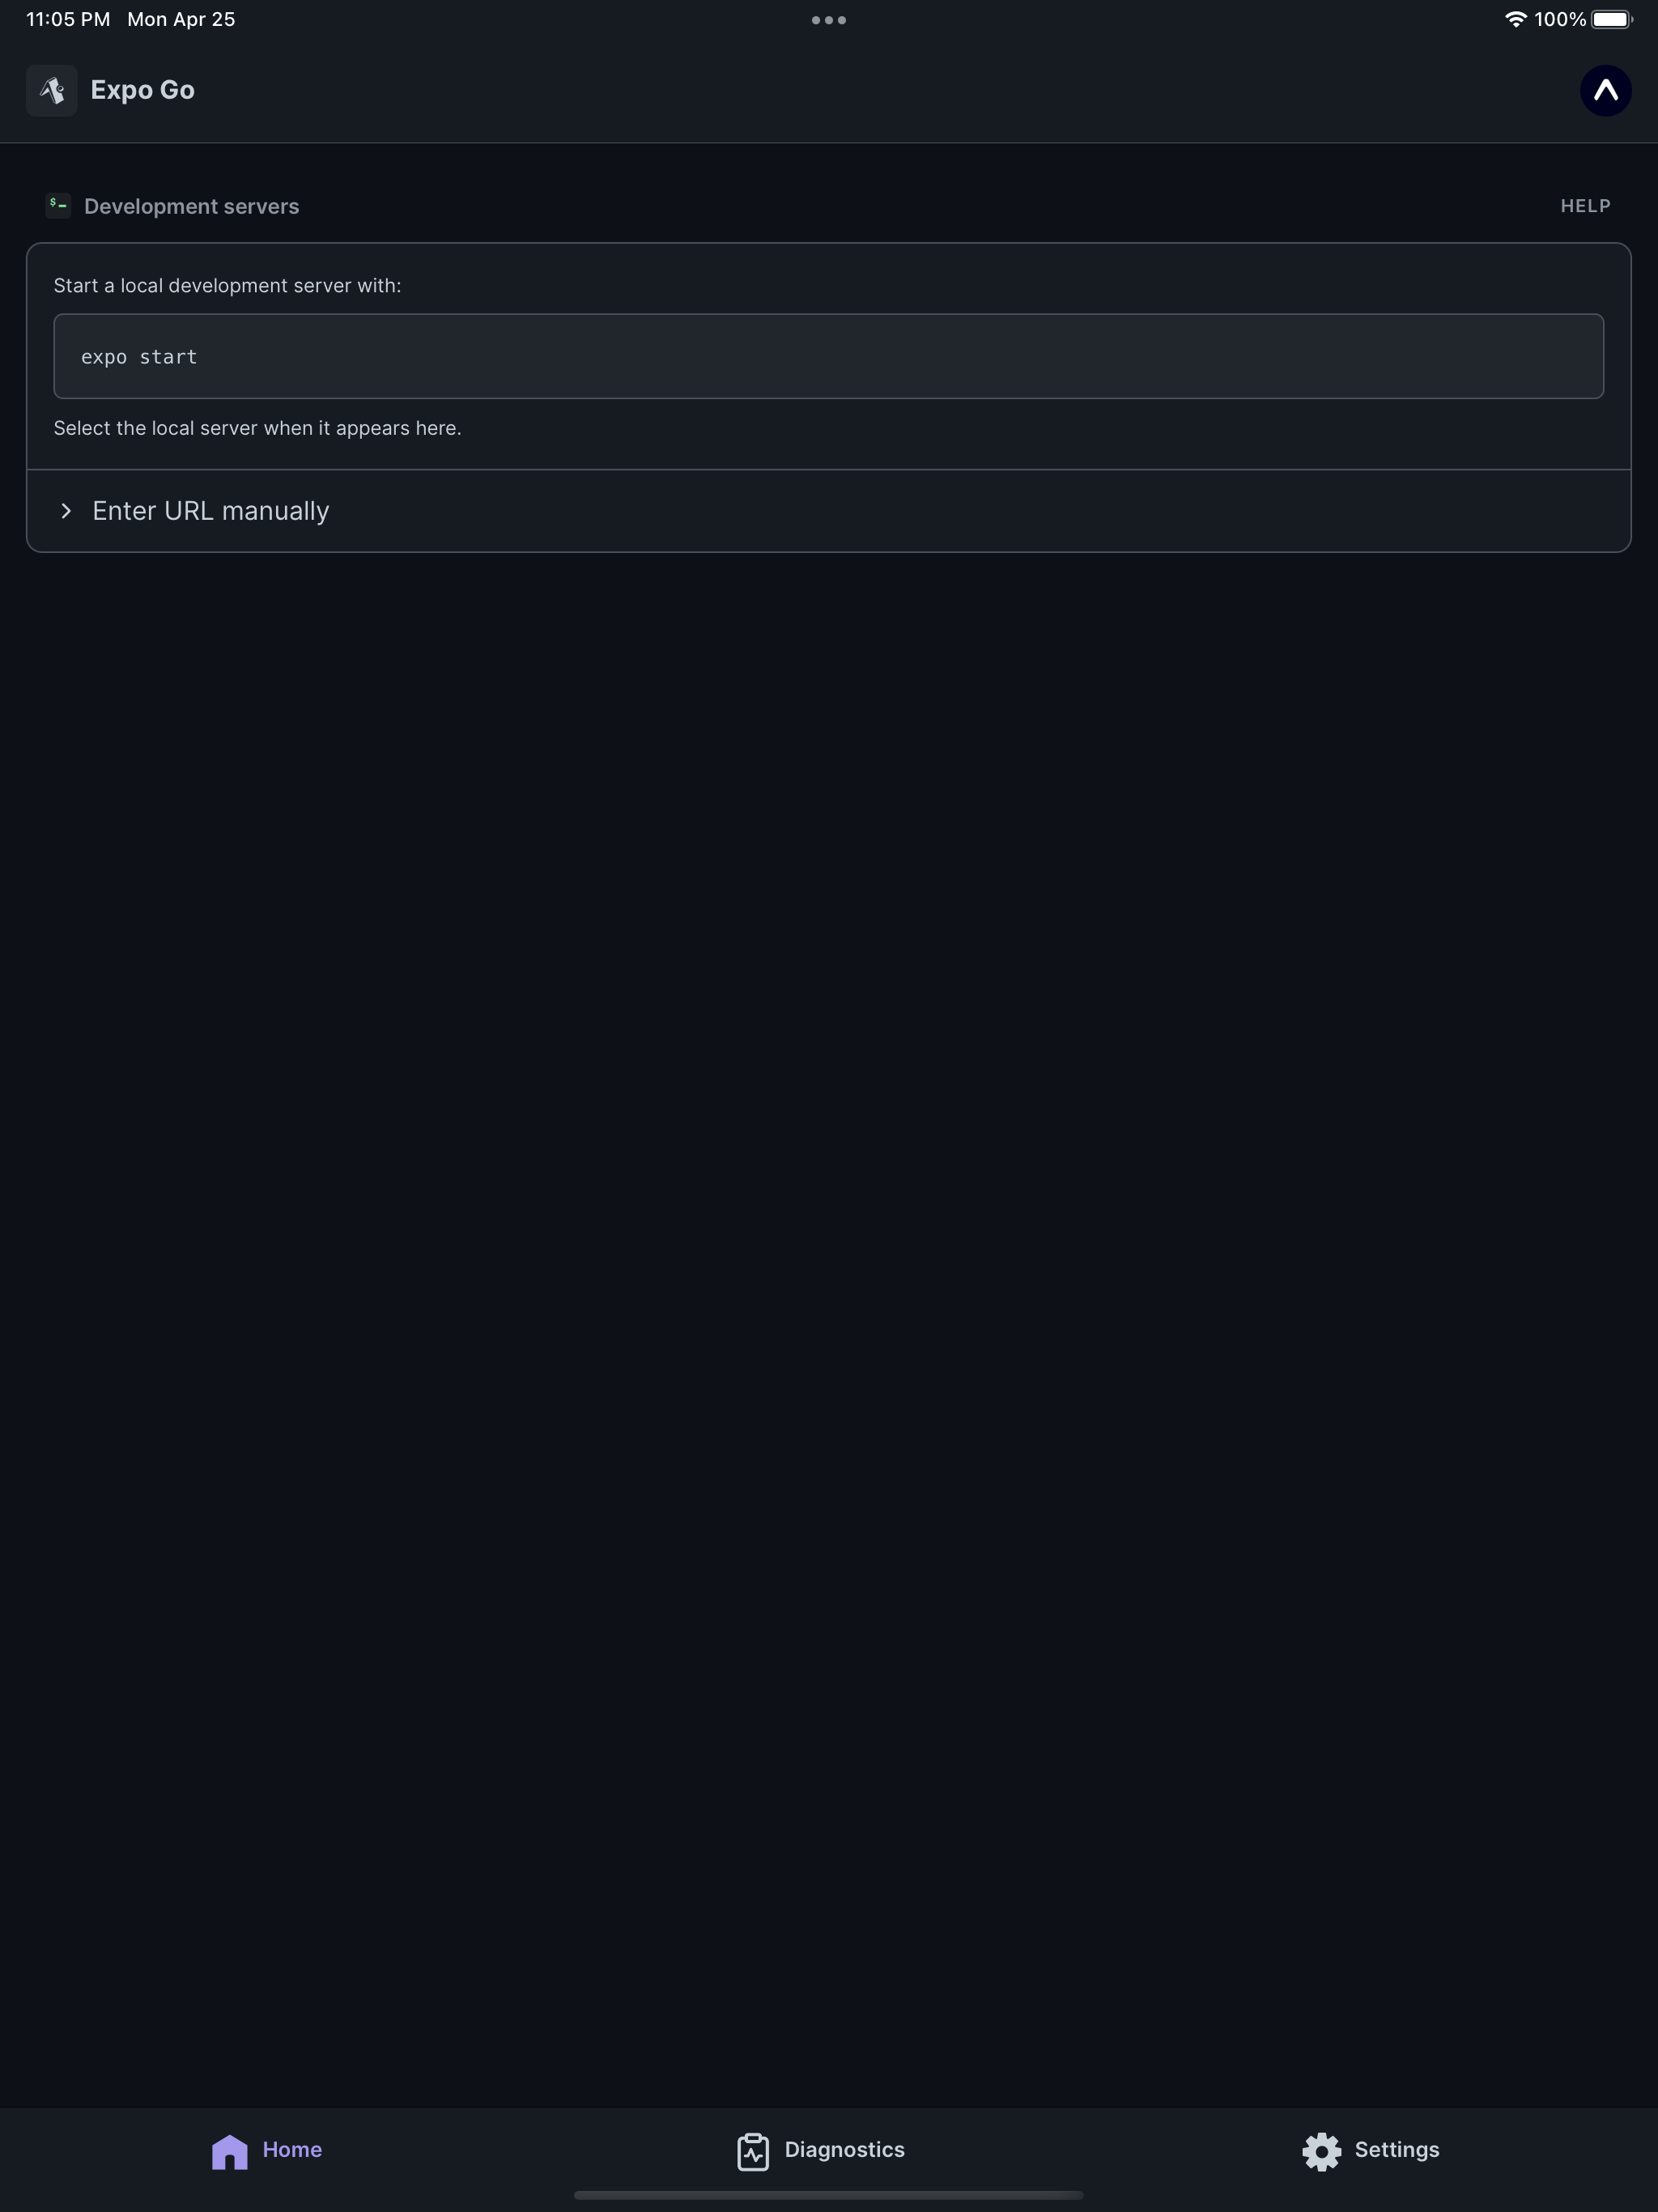 11:05 PM Mon Apr 25
100%
Expo Go
$
Development servers
HELP
Start a local development server with:
expo start
Select the local server when it appears here.
Enter URL manually
Home
Diagnostics
Settings